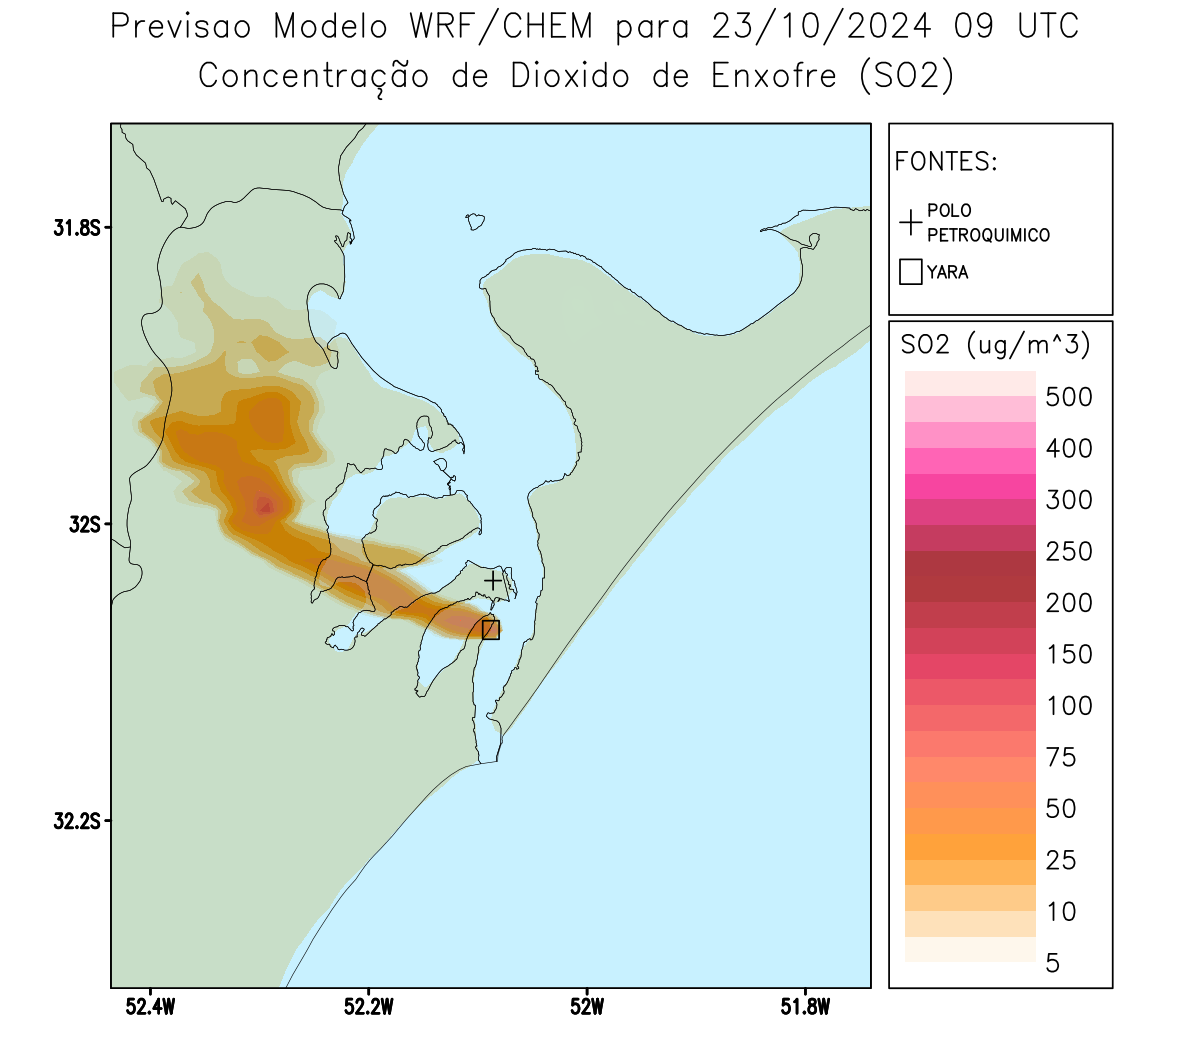 Previsao Modelo WRF/CHEM para 23/10/2024 09 UTC
Concentração de Dioxido de Enxofre (SO2)
FONTES:
POLO
PETROQUIMICO
YARA
31.8S
32S
32.2S
52.4W
52.2W
52W
51.8W
SO2 (ug/m^3)
500
400
300
250
200
150
100
75
50
25
10
5